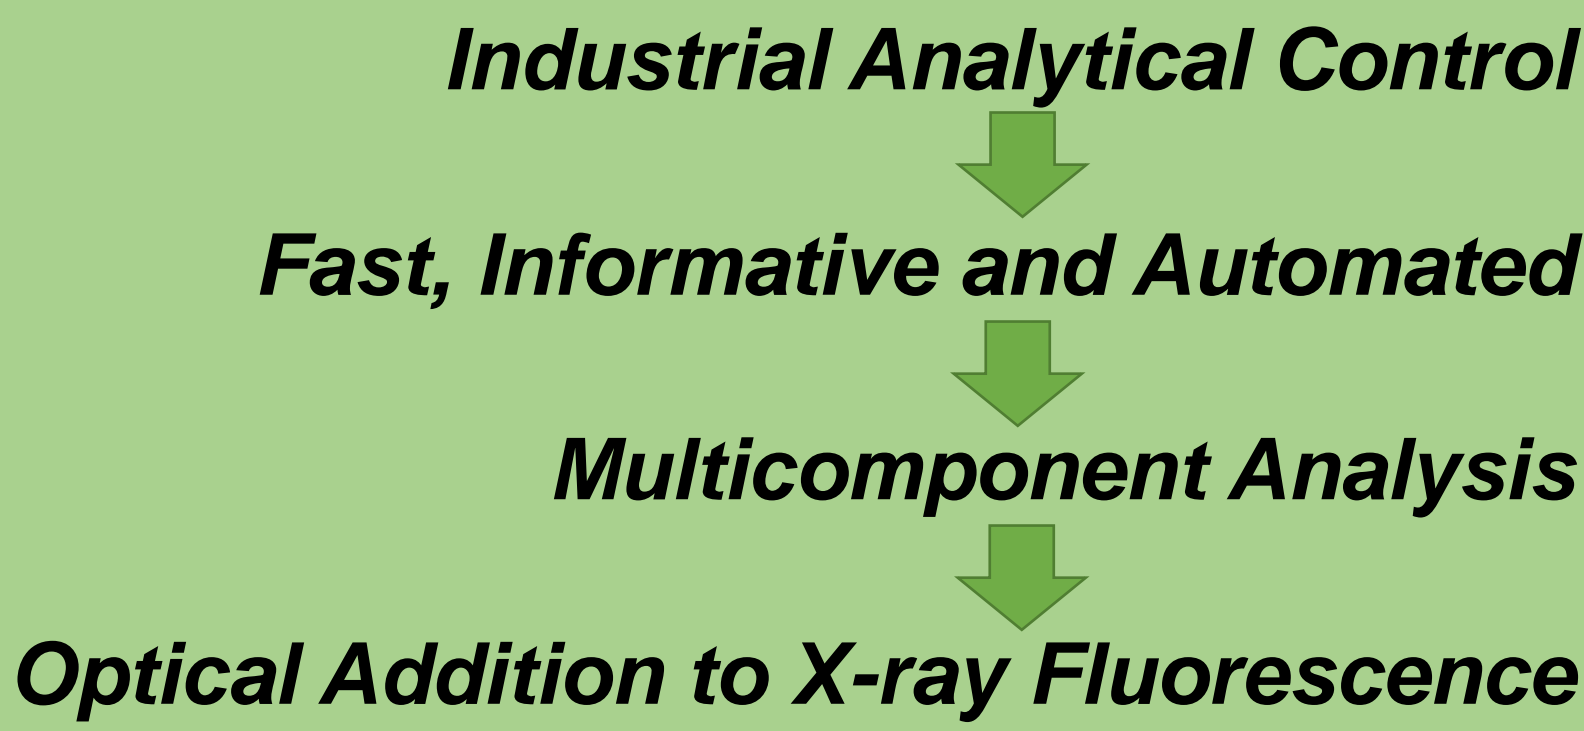 Industrial Analytical Control
Fast, Informative and Automated
Multicomponent Analysis
Optical Addition to X-ray Fluorescence